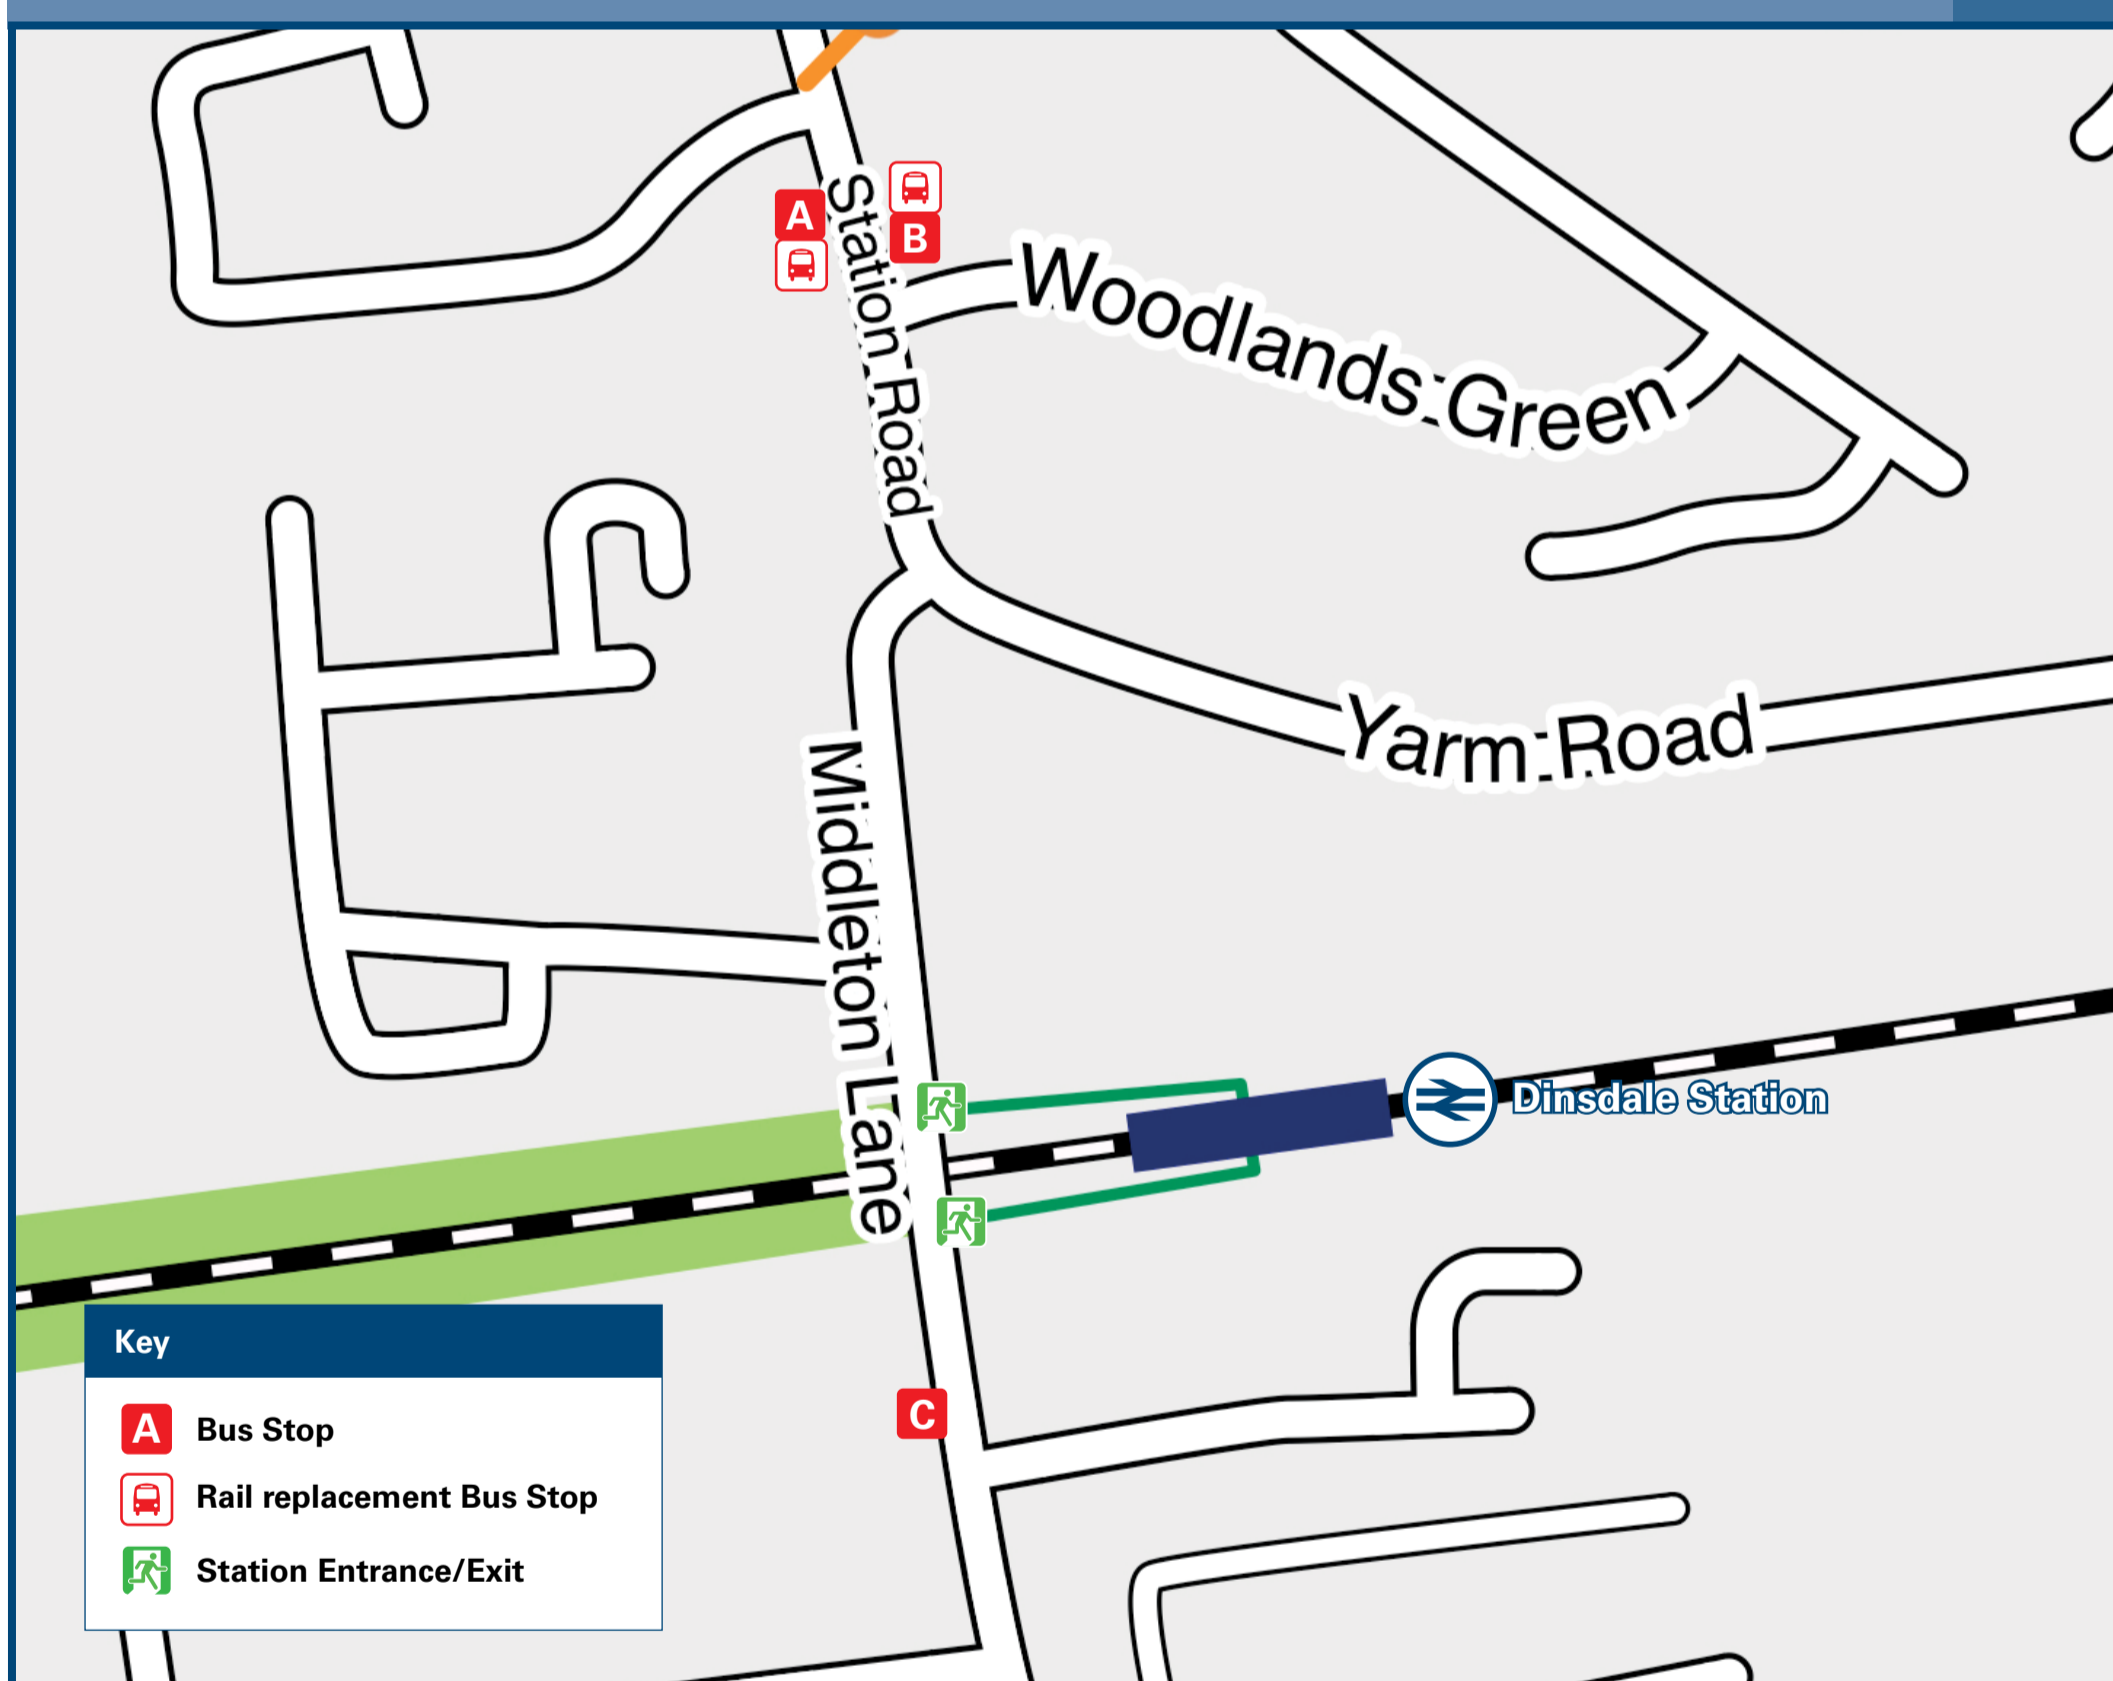 A
B
Station Road
Woodlands Green
Yarm Road
Middleton Lane
Dinsdale Station
C
Key
A Bus Stop
Rail replacement Bus Stop
Station Entrance/Exit